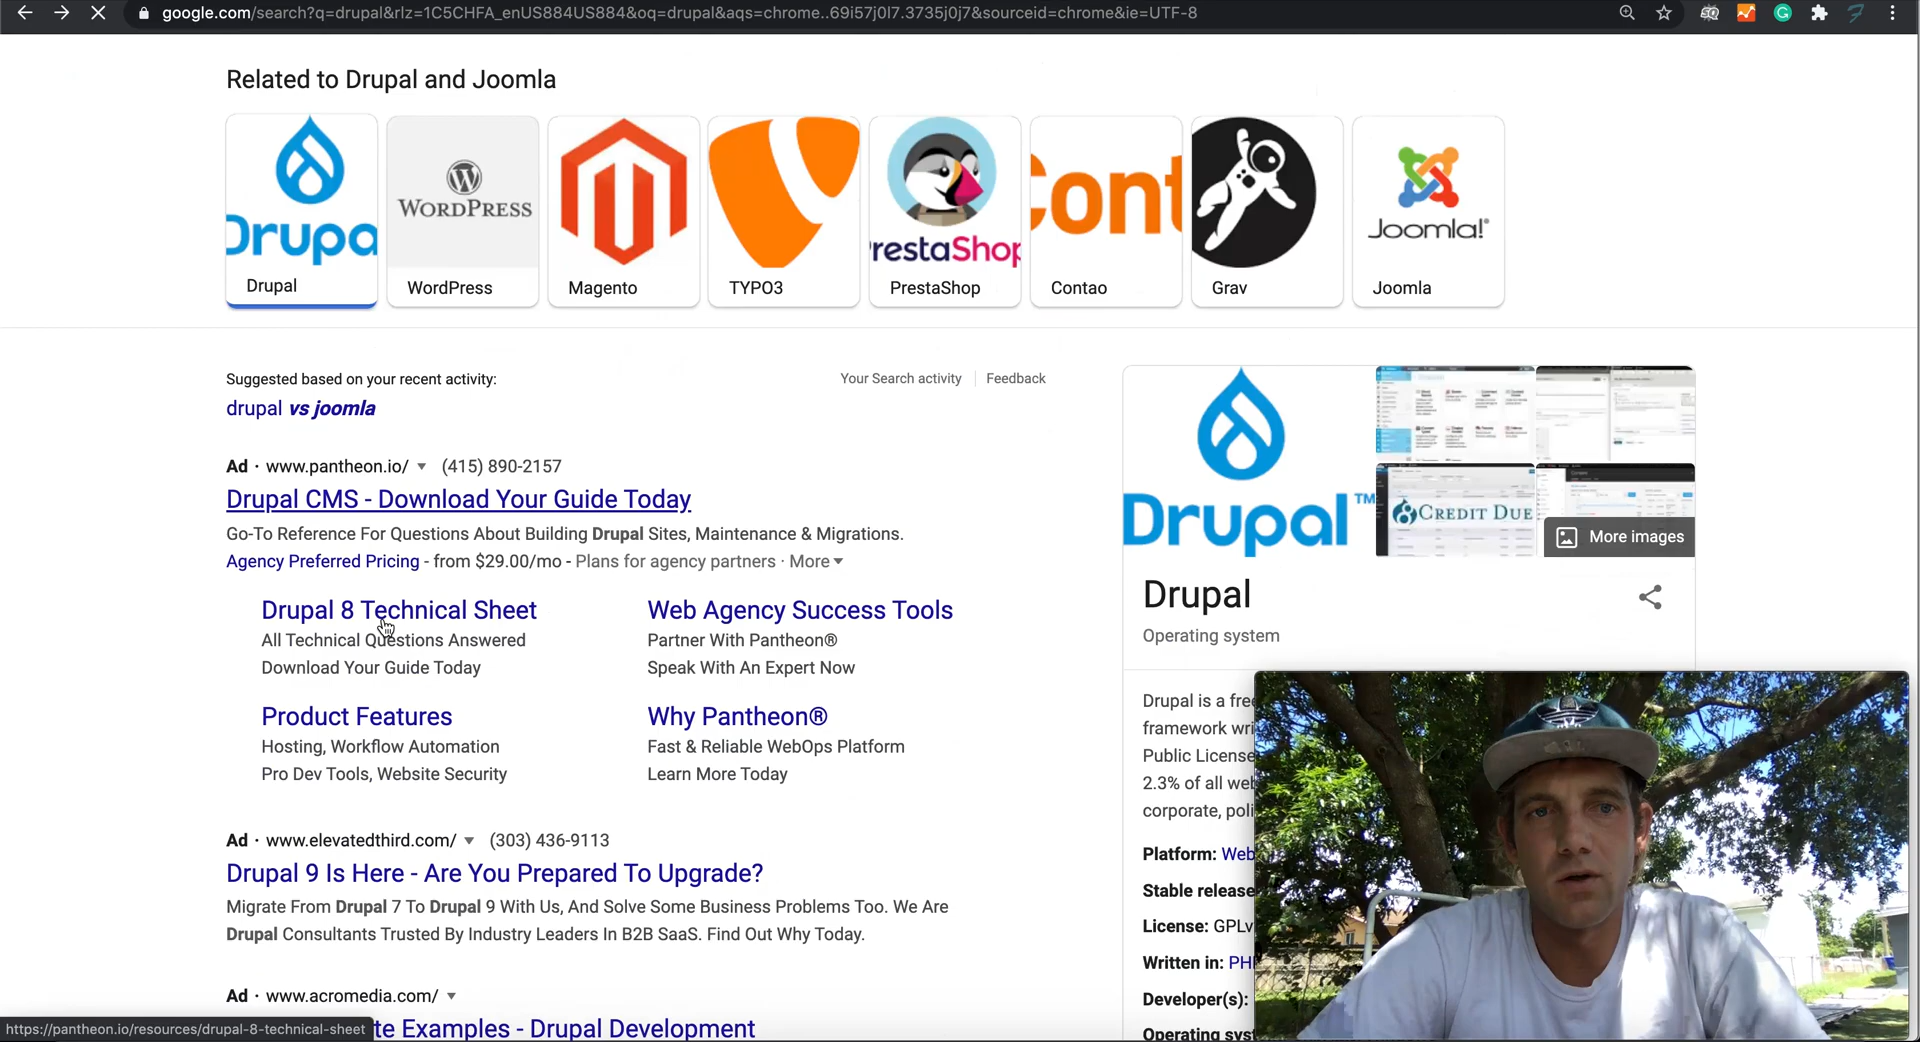 google.com/search?q=drupal&rlz=1C5CHFA_enUS884US884&oq=drupal&aqs=chrome..69i57j0l7.3735j0j7&sourceid=chrome&ie=UTF-8
Related to Drupal and Joomla
Drupa
WORDPRESS
PrestaShop
Cont
Joomla!®
Drupal
WordPress
Magento
TYPO3
PrestaShop
Contao
Grav
Joomla
Suggested based on your recent activity:
Your Search activity
Feedback
drupal vs joomla
Ad · www.pantheon.io/ (415) 890-2157
Drupal CMS - Download Your Guide Today
Go-To Reference For Questions About Building Drupal Sites, Maintenance & Migrations.
Agency Preferred Pricing - from $29.00/mo - Plans for agency partners · More
Drupal 8 Technical Sheet
All Technical Questions Answered
Download Your Guide Today
Web Agency Success Tools
Partner With Pantheon®
Speak With An Expert Now
Product Features
Hosting, Workflow Automation
Pro Dev Tools, Website Security
Why Pantheon®
Fast & Reliable WebOps Platform
Learn More Today
Ad · www.elevatedthird.com/ (303) 436-9113
Drupal 9 Is Here - Are You Prepared To Upgrade?
Migrate From Drupal 7 To Drupal 9 With Us, And Solve Some Business Problems Too. We Are
Drupal Consultants Trusted By Industry Leaders In B2B SaaS. Find Out Why Today.
Ad · www.acromedia.com/
te Examples - Drupal Development
https://pantheon.io/resources/drupal-8-technical-sheet
Drupal™
CREDIT DUE
More images
Drupal
Operating system
Drupal is a fre
framework wri
Public License
2.3% of all we
corporate, poli
Platform: Web
Stable release
License: GPLv
Written in: PH
Developer(s):
Operating sys